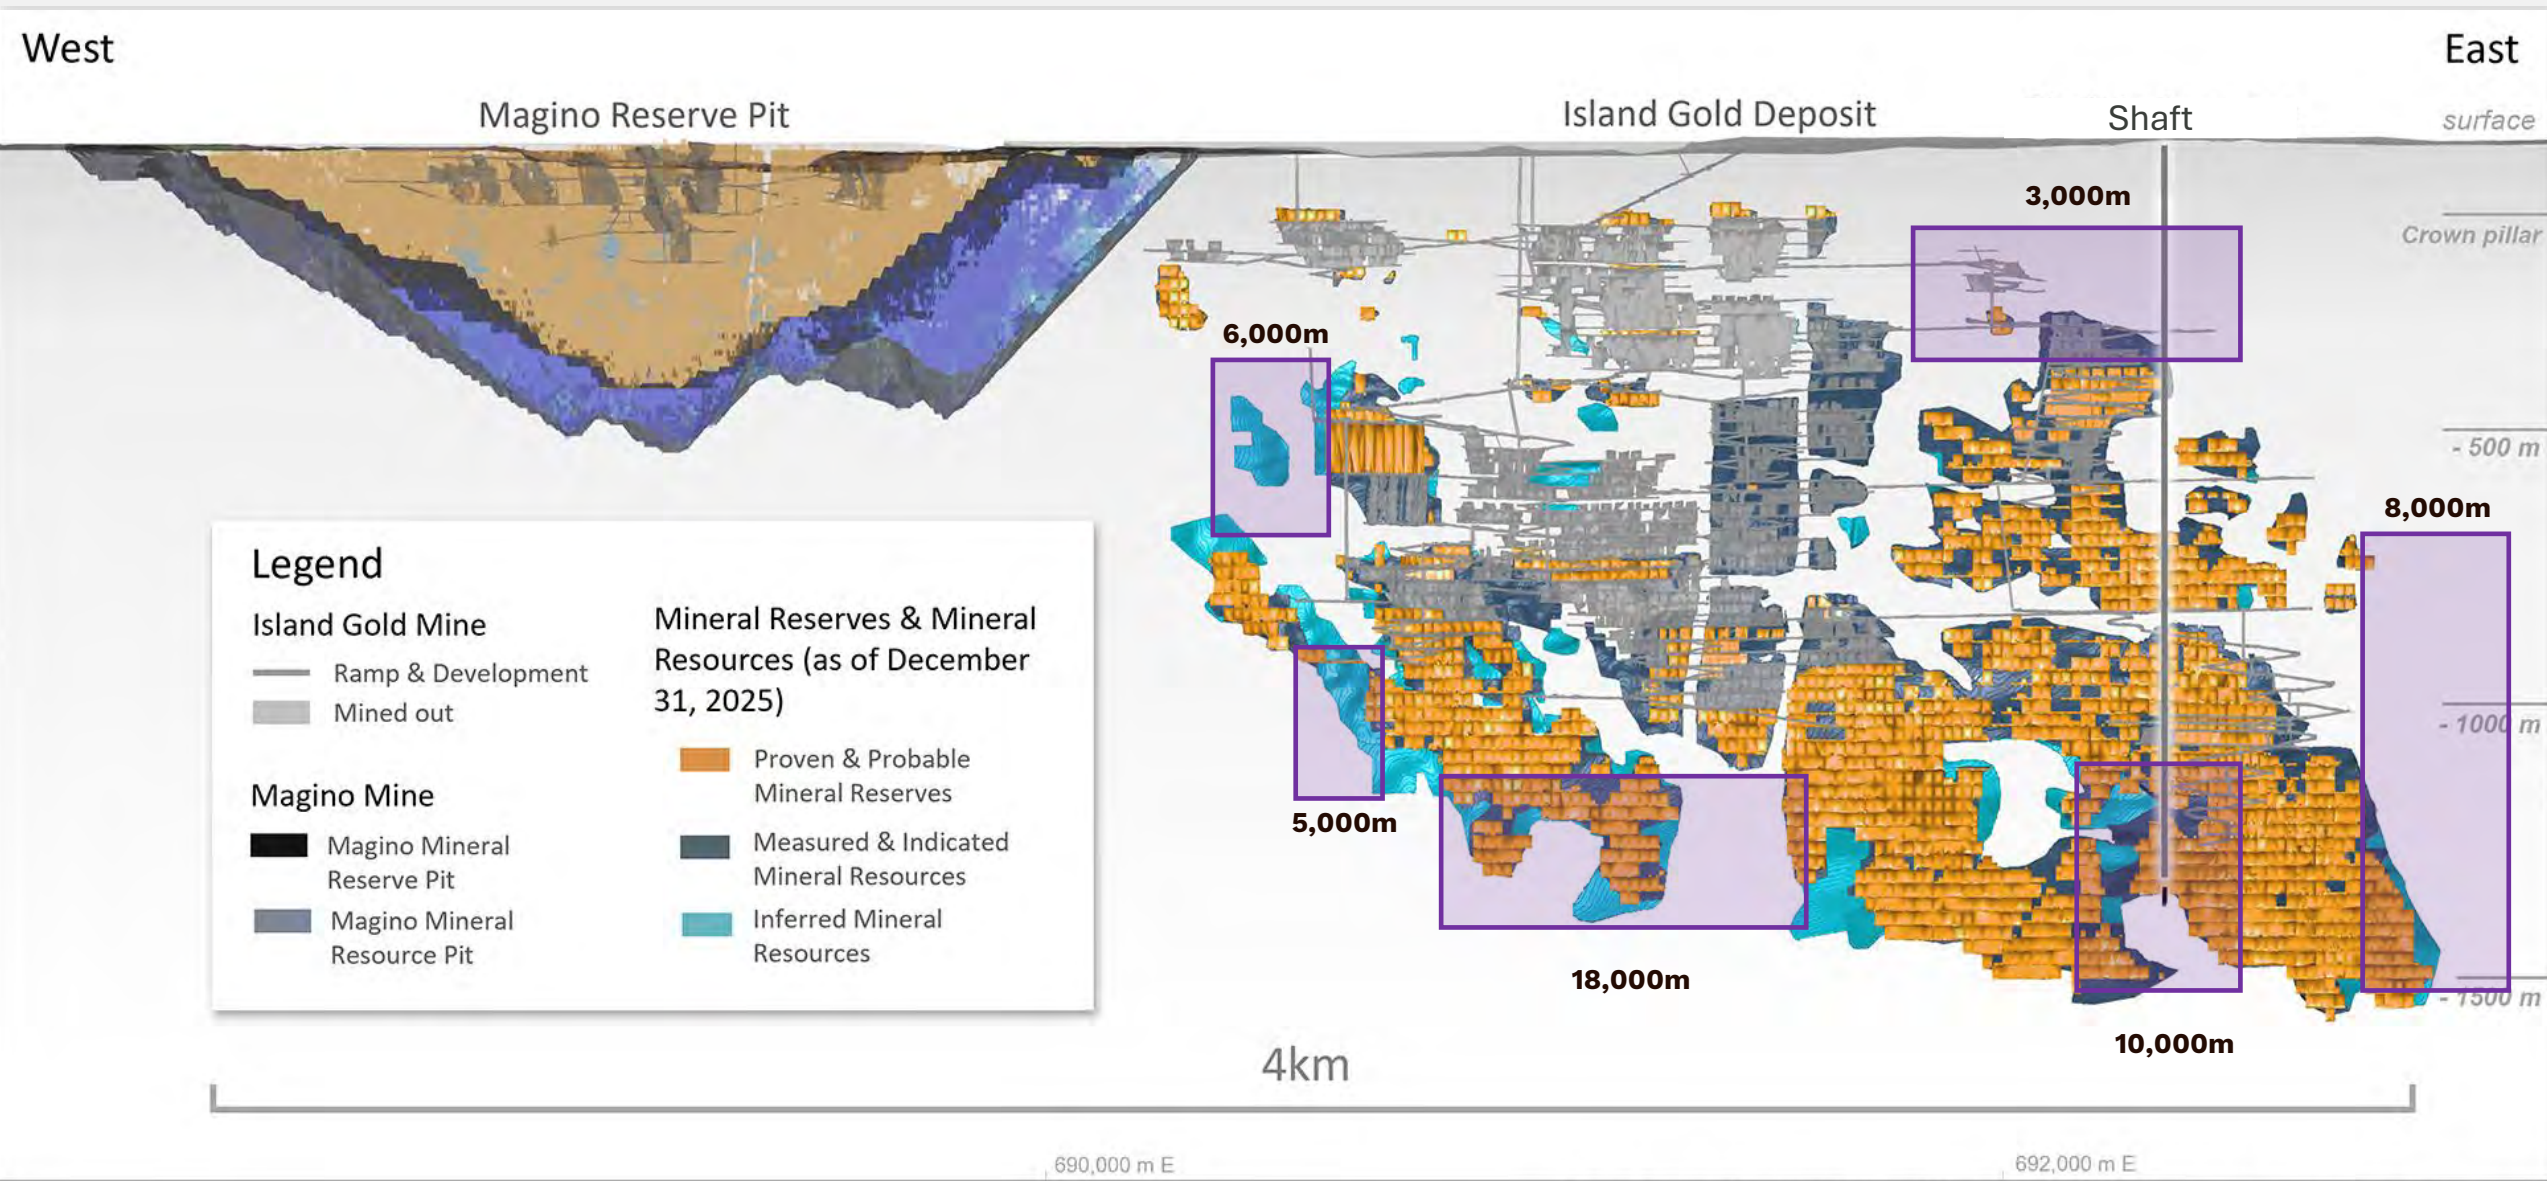 West
East
Magino Reserve Pit
Island Gold Deposit
Shaft
surface
3,000m
Crown pillar
6,000m
- 500 m
8,000m
Legend
Island Gold Mine
Ramp & Development
Mined out
Magino Mine
Magino Mineral
Reserve Pit
Magino Mineral
Resource Pit
Mineral Reserves & Mineral
Resources (as of December
31, 2025)
Proven & Probable
Mineral Reserves
Measured & Indicated
Mineral Resources
Inferred Mineral
Resources
- 1000 m
5,000m
18,000m
- 1500 m
10,000m
4km
690,000 m E
692,000 m E